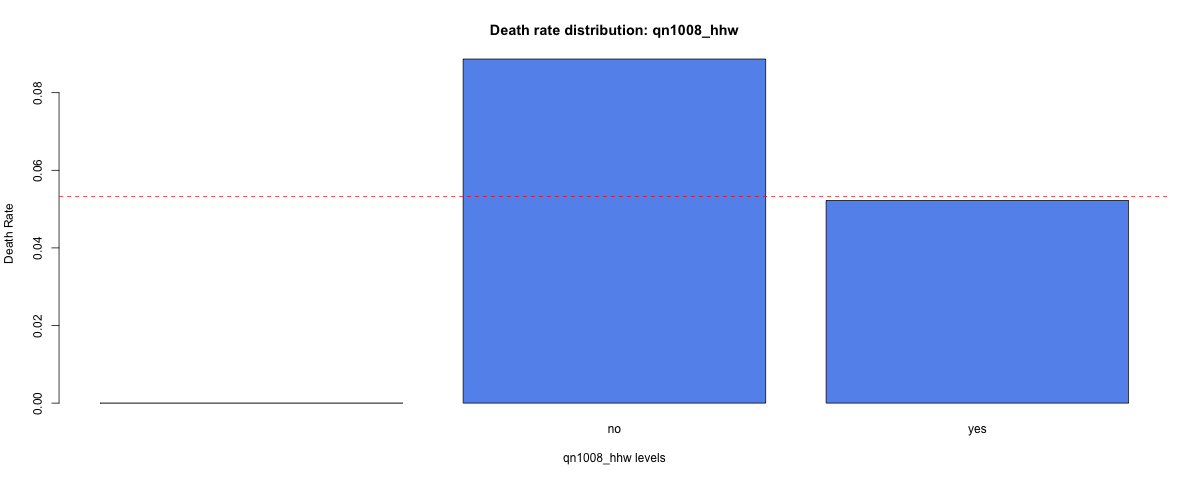 Death rate distribution: qn1008_hhw
Death Rate
0.08
0.06
0.04
0.02
0.00
no
yes
qn1008_hhw levels